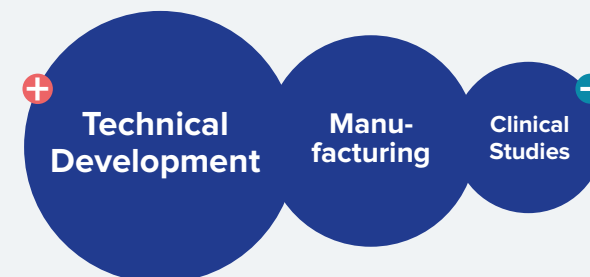 +
Technical
Development
Manu-
facturing
Clinical
Studies